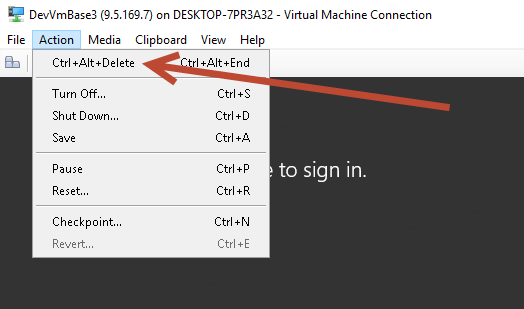 DevVmBase3 (9.5.169.7) on DESKTOP-7PR3A32 - Virtual Machine Connection
File Action Media Clipboard View Help
Ctrl+Alt+Delete Ctrl+Alt+End
Turn Off... Ctrl+S
Shut Down... Ctrl+D
Save Ctrl+A
Pause Ctrl+P
to sign in.
Reset... Ctrl+R
Checkpoint... Ctrl+N
Revert... Ctrl+E